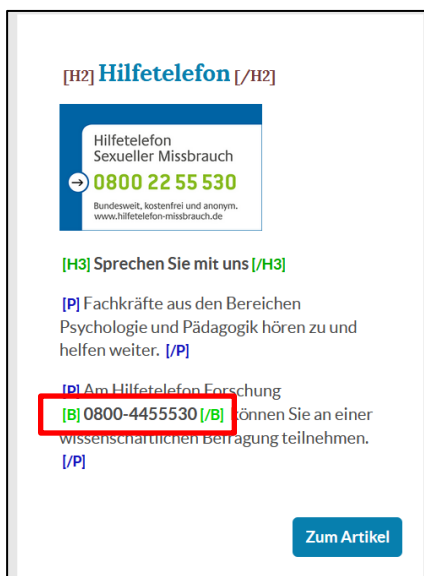 [H2] Hilfetelefon [/H2]
Hilfetelefon
Sexueller Missbrauch
0800 22 55 530
Bundesweit, kostenfrei und anonym.
www.hilfetelefon-missbrauch.de
[H3] Sprechen Sie mit uns [/H3]
[P] Fachkräfte aus den Bereichen
Psychologie und Pädagogik hören zu und
helfen weiter. [/P]
[P] Am Hilfetelefon Forschung
[B] 0800-4455530 [/B] können Sie an einer
wissenschaftlichen Befragung teilnehmen.
[/P]
Zum Artikel